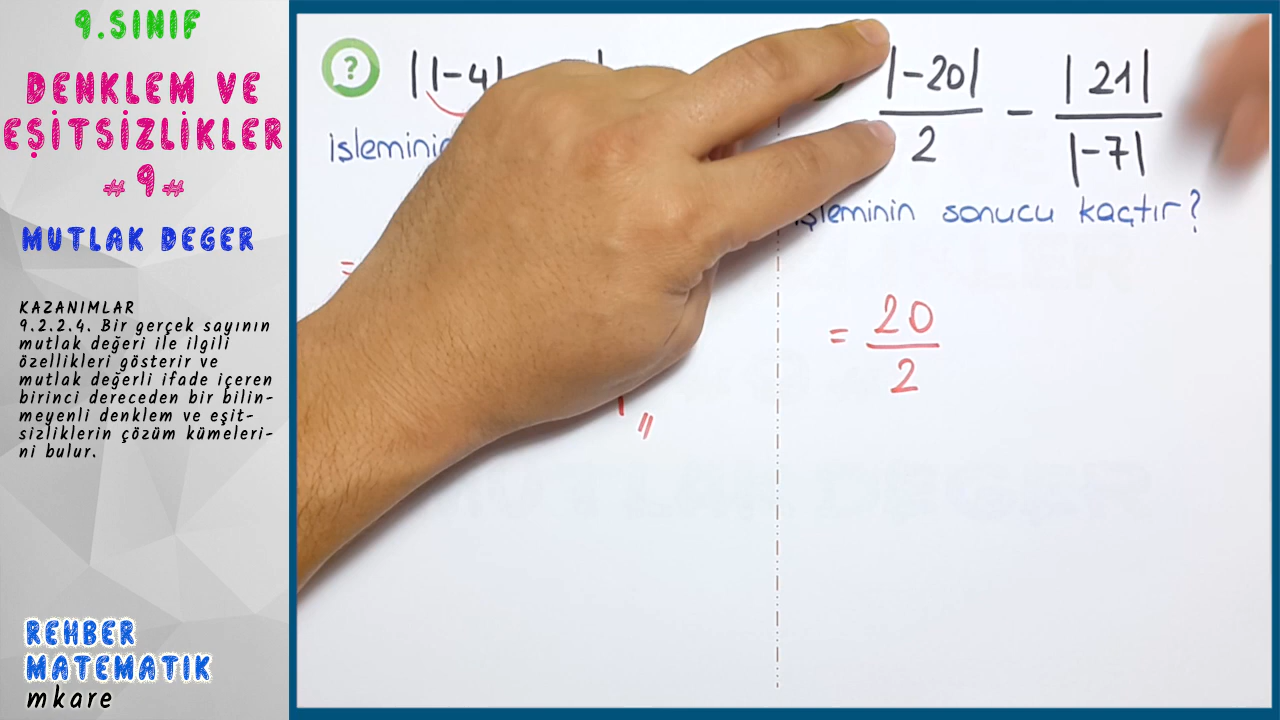 9.SINIF
DENKLEM VE
EŞİTSİZLİKLER
#9#
MUTLAK DEGER
KAZANIMLAR
9.2.2.4. Bir gerçek sayının
mutlak değeri ile ilgili
özellikleri gösterir ve
mutlak değerli ifade içeren
birinci dereceden bir bilin-
meyenli denklem ve eşit-
sizliklerin çözüm kümeleri-
ni bulur.
REHBER
MATEMATIK
mkare
?
||-4|
=
|-20|
2
-
|21|
|-7|
işleminin sonucu kaçtır?
= 20
2